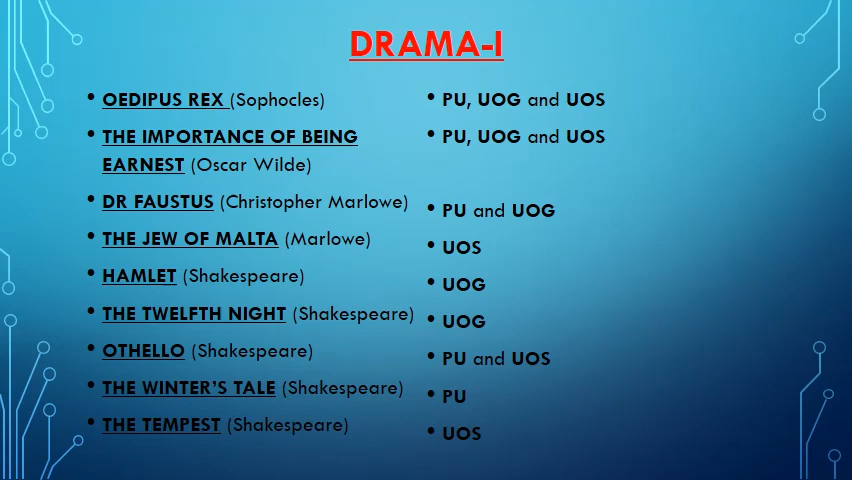 DRAMA-I
• OEDIPUS REX (Sophocles)
• THE IMPORTANCE OF BEING
EARNEST (Oscar Wilde)
• DR FAUSTUS (Christopher Marlowe)
• THE JEW OF MALTA (Marlowe)
• HAMLET (Shakespeare)
• THE TWELFTH NIGHT (Shakespeare)
• OTHELLO (Shakespeare)
• THE WINTER'S TALE (Shakespeare)
• THE TEMPEST (Shakespeare)
• PU, UOG and UOS
• PU, UOG and UOS
• PU and UOG
• UOS
• UOG
• UOG
• PU and UOS
• PU
• UOS